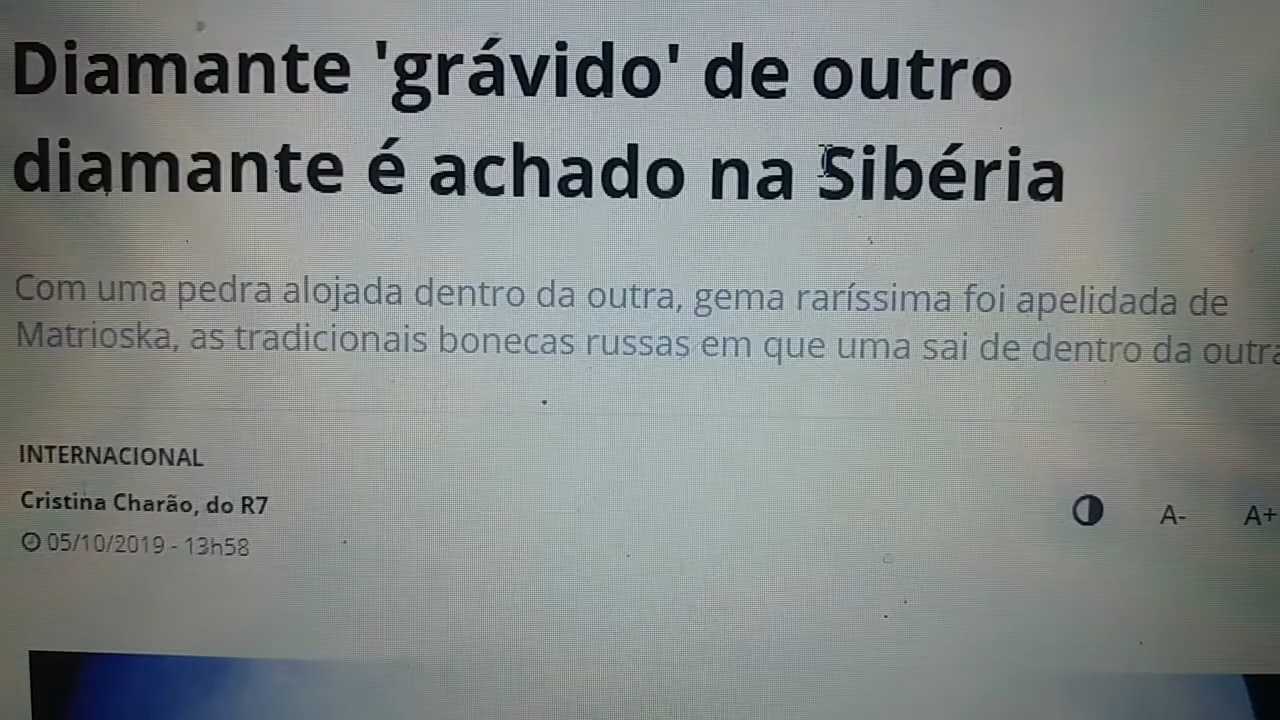 Diamante 'grávido' de outro
diamante é achado na Sibéria
Com uma pedra alojada dentro da outra, gema raríssima foi apelidada de
Matrioska, as tradicionais bonecas russas em que uma sai de dentro da outra
INTERNACIONAL
Cristina Charão, do R7
05/10/2019 - 13h58
A-
A+